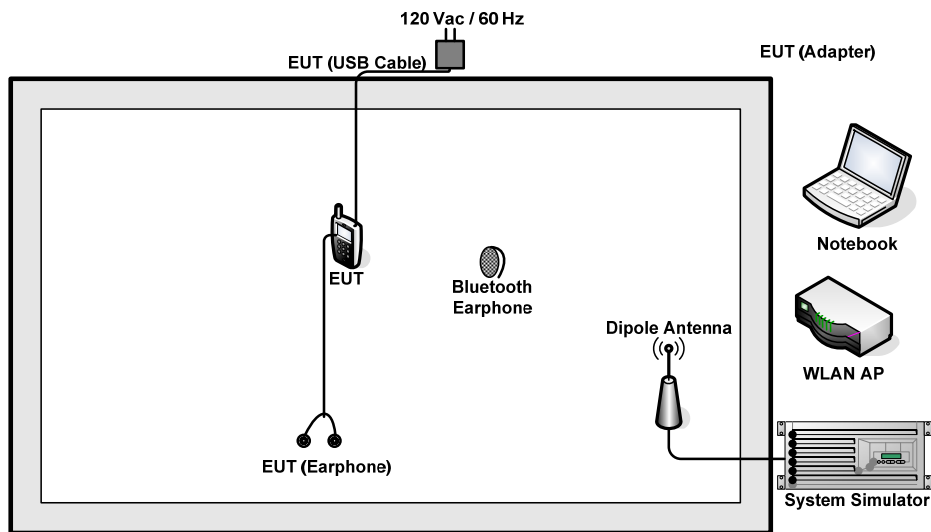 120 Vac / 60 Hz
EUT (USB Cable)
EUT (Adapter)
Notebook
EUT
Bluetooth
Earphone
Dipole Antenna
WLAN AP
EUT (Earphone)
System Simulator